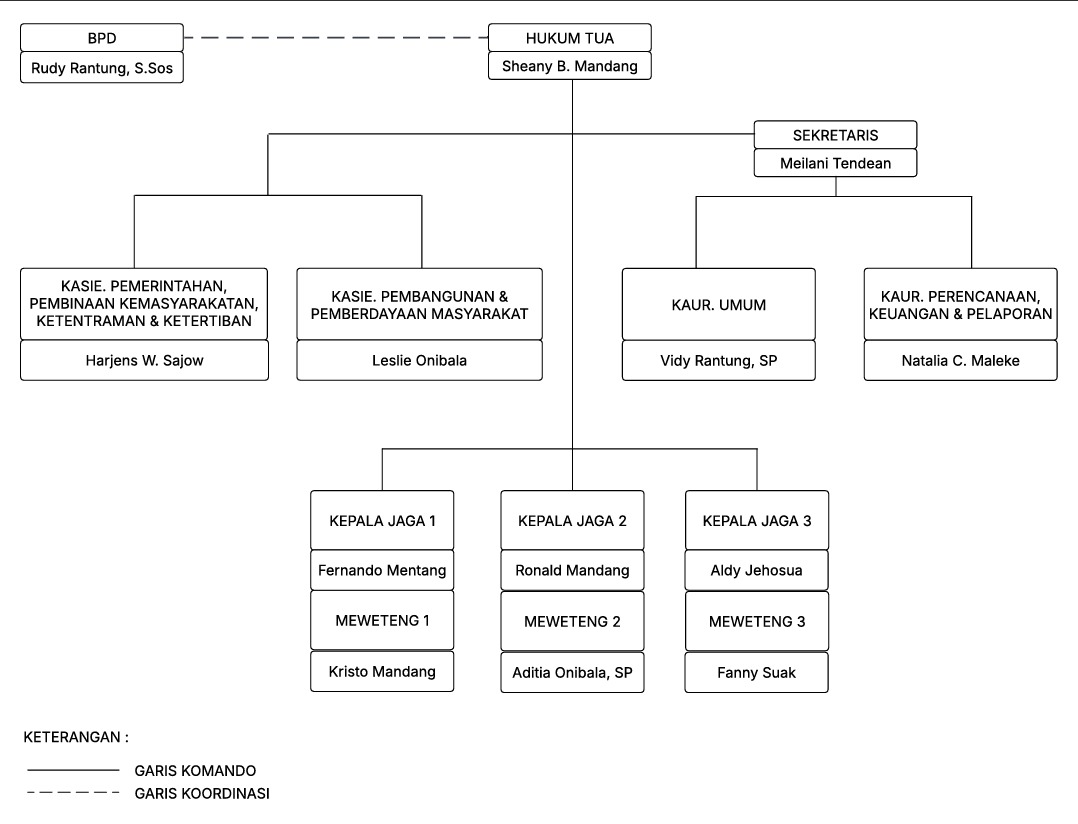 BPD
Rudy Rantung, S.Sos
HUKUM TUA
Sheany B. Mandang
SEKRETARIS
Meilani Tendean
KASIE. PEMERINTAHAN,
PEMBINAAN KEMASYARAKATAN,
KETENTRAMAN & KETERTIBAN
Harjens W. Sajow
KASIE. PEMBANGUNAN &
PEMBERDAYAAN MASYARAKAT
Leslie Onibala
KAUR. UMUM
Vidy Rantung, SP
KAUR. PERENCANAAN,
KEUANGAN & PELAPORAN
Natalia C. Maleke
KEPALA JAGA 1
Fernando Mentang
MEWETENG 1
Kristo Mandang
KEPALA JAGA 2
Ronald Mandang
MEWETENG 2
Aditia Onibala, SP
KEPALA JAGA 3
Aldy Jehosua
MEWETENG 3
Fanny Suak
KETERANGAN :
GARIS KOMANDO
GARIS KOORDINASI